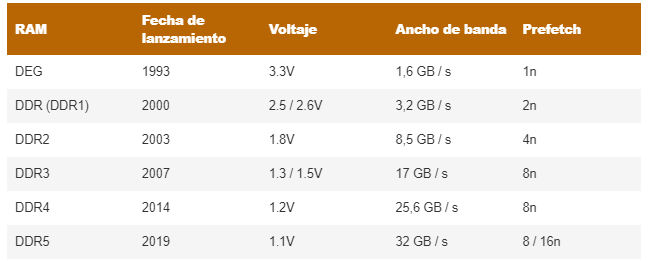 RAM Fecha de lanzamiento Voltaje Ancho de banda Prefetch
DEG 1993 3.3V 1,6 GB / s 1n
DDR (DDR1) 2000 2.5 / 2.6V 3,2 GB / s 2n
DDR2 2003 1.8V 8,5 GB / s 4n
DDR3 2007 1.3 / 1.5V 17 GB / s 8n
DDR4 2014 1.2V 25,6 GB / s 8n
DDR5 2019 1.1V 32 GB / s 8 / 16n